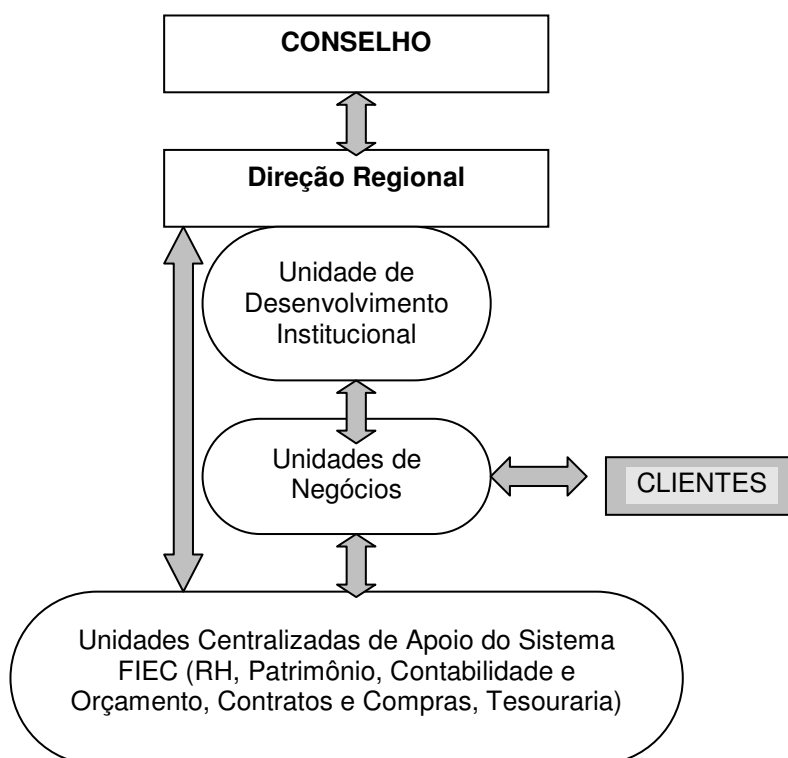 CONSELHO
Direção Regional
Unidade de
Desenvolvimento
Institucional
Unidades de
Negócios
CLIENTES
Unidades Centralizadas de Apoio do Sistema
FIEC (RH, Patrimônio, Contabilidade e
Orçamento, Contratos e Compras, Tesouraria)